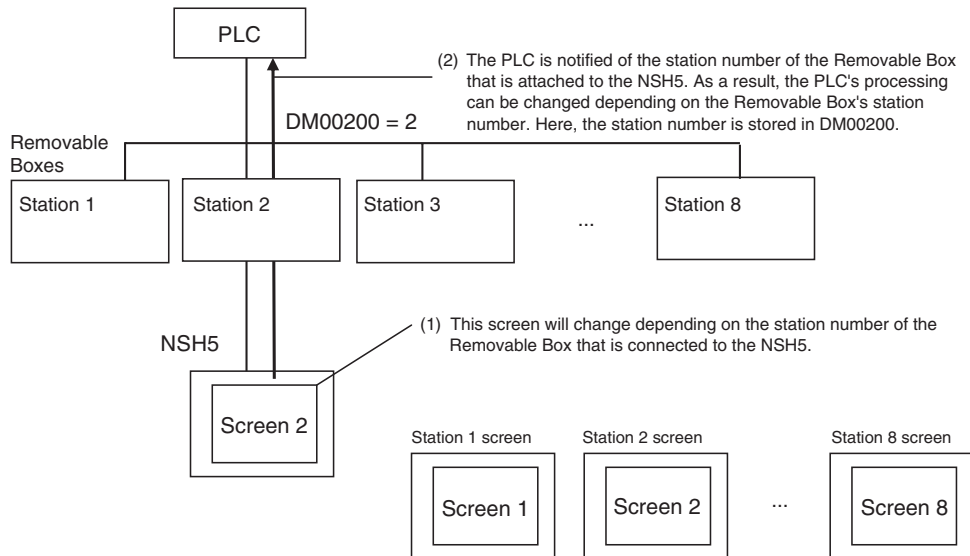 PLC
(2) The PLC is notified of the station number of the Removable Box
that is attached to the NSH5. As a result, the PLC's processing
can be changed depending on the Removable Box's station
number. Here, the station number is stored in DM00200.
DM00200 = 2
Removable
Boxes
Station 1
Station 2
Station 3
...
Station 8
(1) This screen will change depending on the station number of the
Removable Box that is connected to the NSH5.
NSH5
Screen 2
Station 1 screen
Station 2 screen
Station 8 screen
Screen 1
Screen 2
...
Screen 8